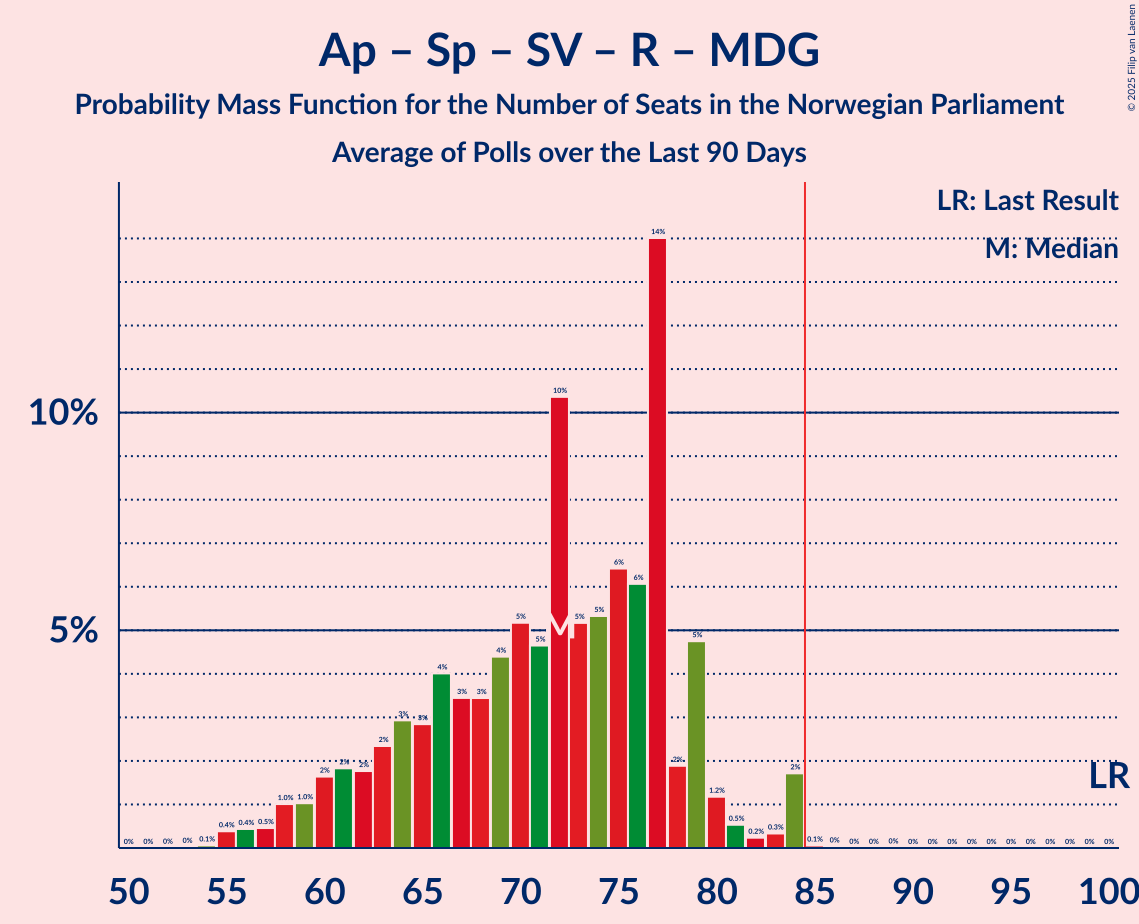 © 2025 Filip van Laenen
Ap – Sp – SV – R – MDG
Probability Mass Function for the Number of Seats in the Norwegian Parliament
Average of Polls over the Last 90 Days
LR: Last Result
M: Median
10%
5%
0% 0% 0% 0% 0.1% 0.4% 0.4% 0.5% 1.0% 1.0% 2% 2% 2% 2% 3% 3% 4% 3% 3% 4% 5% 5% 10% 5% 5% 6% 6% 14% 2% 5% 1.2% 0.5% 0.2% 0.3% 2% 0.1% 0% 0% 0% 0% 0% 0% 0% 0% 0% 0% 0% 0% 0% 0% 0%
M
LR
50 55 60 65 70 75 80 85 90 95 100